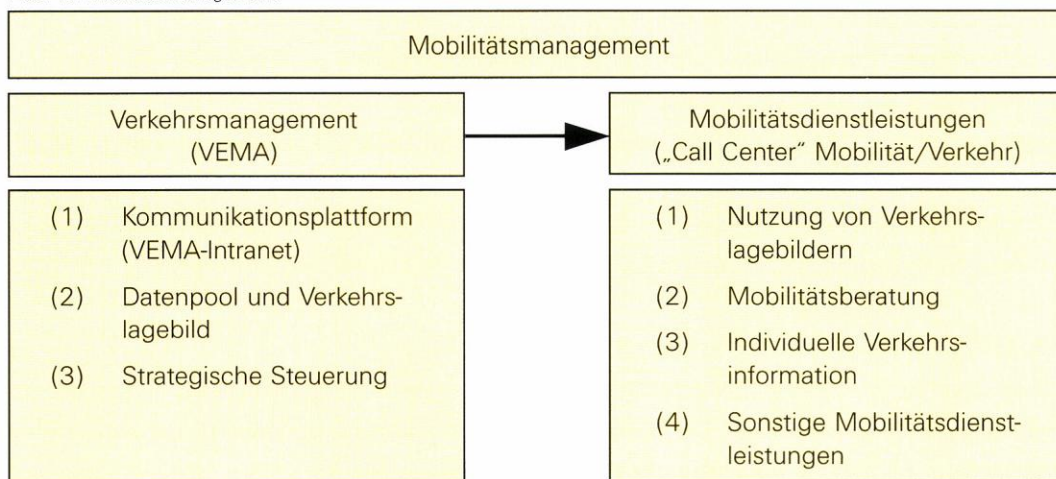 Mobilitätsmanagement
Verkehrsmanagement
(VEMA)
Mobilitätsdienstleistungen
(„Call Center“ Mobilität/Verkehr)
(1) Kommunikationsplattform
(VEMA-Intranet)
(2) Datenpool und Verkehrs-
lagebild
(3) Strategische Steuerung
(1) Nutzung von Verkehrs-
lagebildern
(2) Mobilitätsberatung
(3) Individuelle Verkehrs-
information
(4) Sonstige Mobilitätsdienst-
leistungen